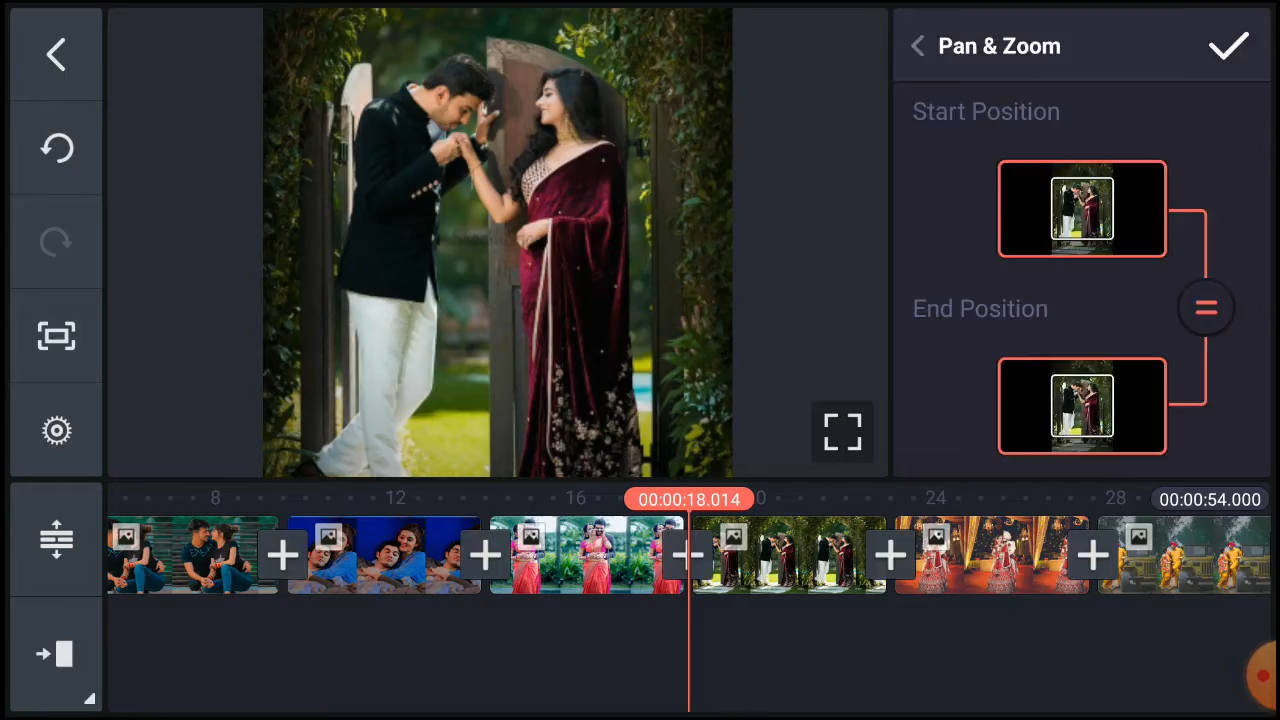 Pan & Zoom
Start Position
End Position
8 12 16 00:00:18.014 0 24 28 00:00:54.000